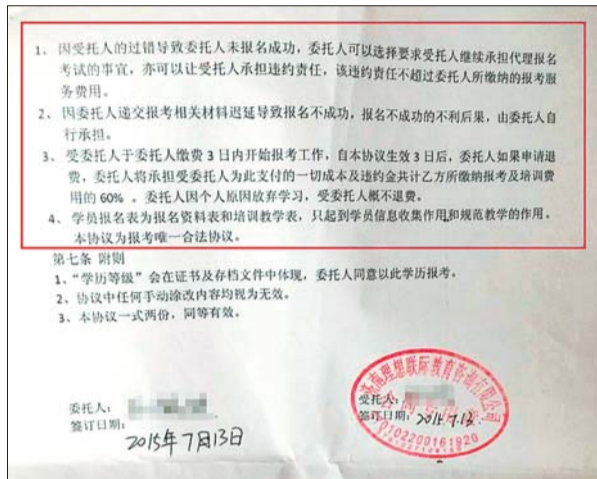 1、 因受托人的过错导致委托人未报名成功，委托人可以选择要求受托人继续承担代理报名
考试的事宜，亦可以让受托人承担违约责任，该违约责任不超过委托人所缴纳的报考服
务费用。
2、 因委托人递交报考相关材料迟延导致报名不成功，报名不成功的不利后果，由委托人自
行承担。
3、 受委托人于委托人缴费 3 日内开始报考工作，自本协议生效 3 日后，委托人如果申请退
费，委托人将承担受委托人为此支付的一切成本及违约金共计乙方所缴纳报考及培训费
用的 60% 。委托人因个人原因放弃学习，受委托人概不退费。
4、 学员报名表为报名资料表和培训教学表，只起到学员信息收集作用和规范教学的作用。
本协议为报考唯一合法协议。
第七条 附则
1、“学历等级”会在证书及存档文件中体现，委托人同意以此学历报考。
2、协议中任何手动涂改内容均视为无效。
3、本协议一式两份，同等有效。
济南理想联际教育咨询有限公司
委托人：
受托人：
签订日期：
2015年7月13日
签订日期：2015.7.13.
0102200161920